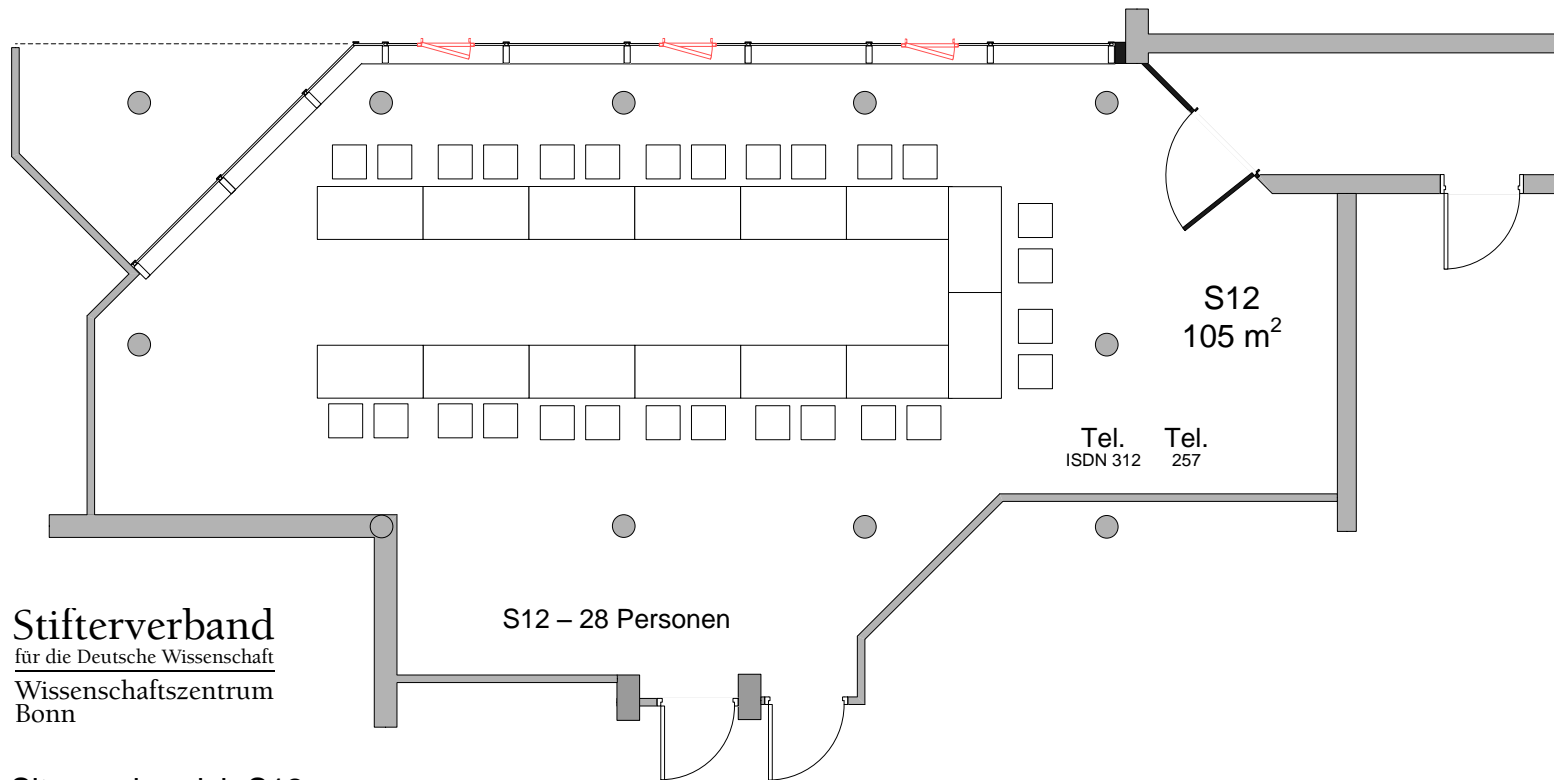 S12
105 m²
Tel. Tel.
ISDN 312 257
S12 – 28 Personen
Stifterverband
für die Deutsche Wissenschaft
Wissenschaftszentrum
Bonn